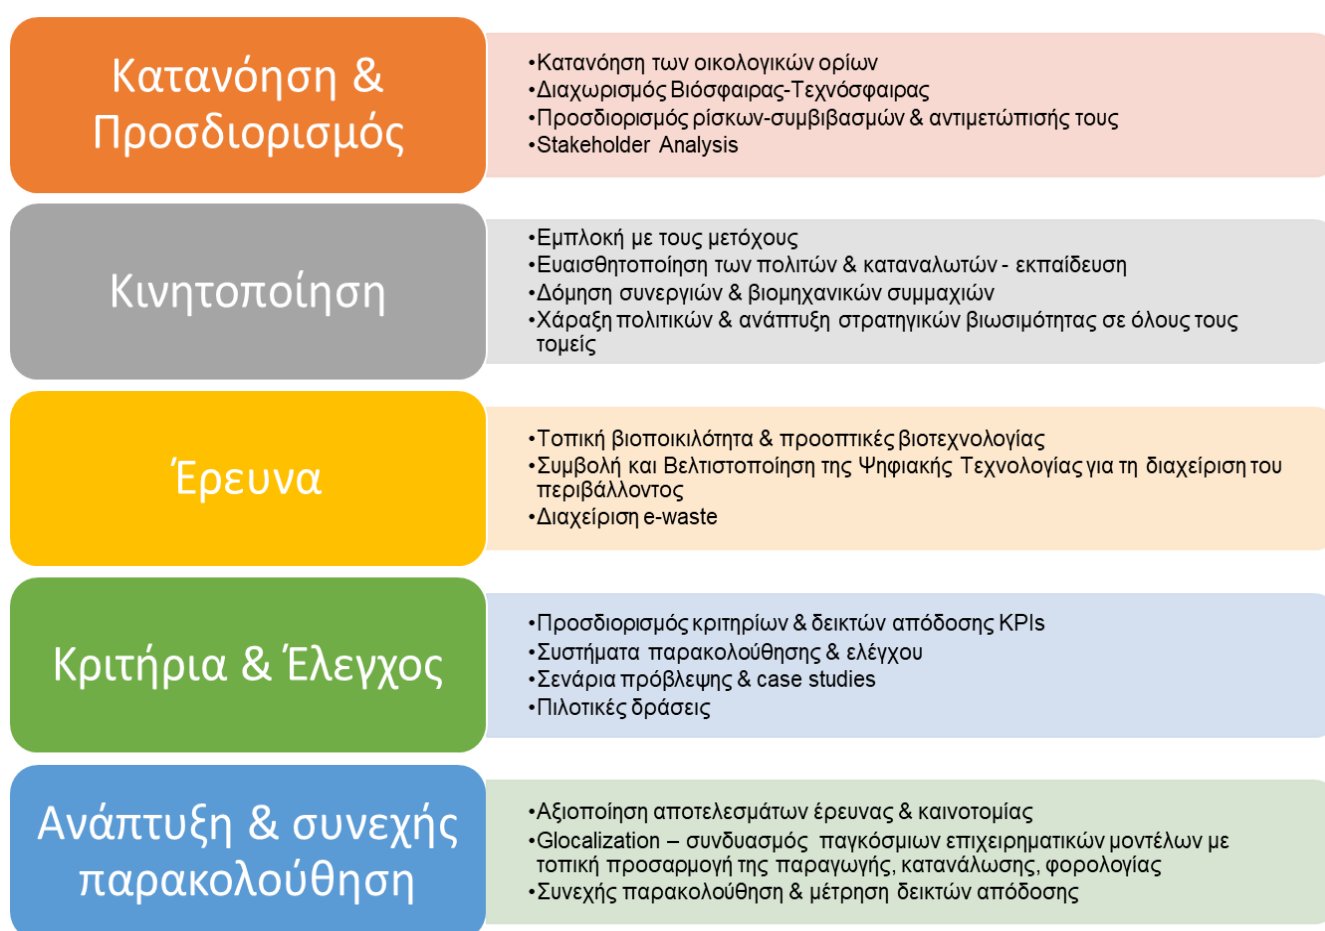 Κατανόηση &
Προσδιορισμός
•Κατανόηση των οικολογικών ορίων
•Διαχωρισμός Βιόσφαιρας-Τεχνόσφαιρας
•Προσδιορισμός ρίσκων-συμβιβασμών & αντιμετώπισής τους
•Stakeholder Analysis
Κινητοποίηση
•Εμπλοκή με τους μετόχους
•Ευαισθητοποίηση των πολιτών & καταναλωτών - εκπαίδευση
•Δόμηση συνεργιών & βιομηχανικών συμμαχιών
•Χάραξη πολιτικών & ανάπτυξη στρατηγικών βιωσιμότητας σε όλους τους
τομείς
Έρευνα
•Τοπική βιοποικιλότητα & προοπτικές βιοτεχνολογίας
•Συμβολή και Βελτιστοποίηση της Ψηφιακής Τεχνολογίας για τη διαχείριση του
περιβάλλοντος
•Διαχείριση e-waste
Κριτήρια & Έλεγχος
•Προσδιορισμός κριτηρίων & δεικτών απόδοσης KPIs
•Συστήματα παρακολούθησης & ελέγχου
•Σενάρια πρόβλεψης & case studies
•Πιλοτικές δράσεις
Ανάπτυξη & συνεχής
παρακολούθηση
•Αξιοποίηση αποτελεσμάτων έρευνας & καινοτομίας
•Glocalization – συνδυασμός παγκόσμιων επιχειρηματικών μοντέλων με
τοπική προσαρμογή της παραγωγής, κατανάλωσης, φορολογίας
•Συνεχής παρακολούθηση & μέτρηση δεικτών απόδοσης